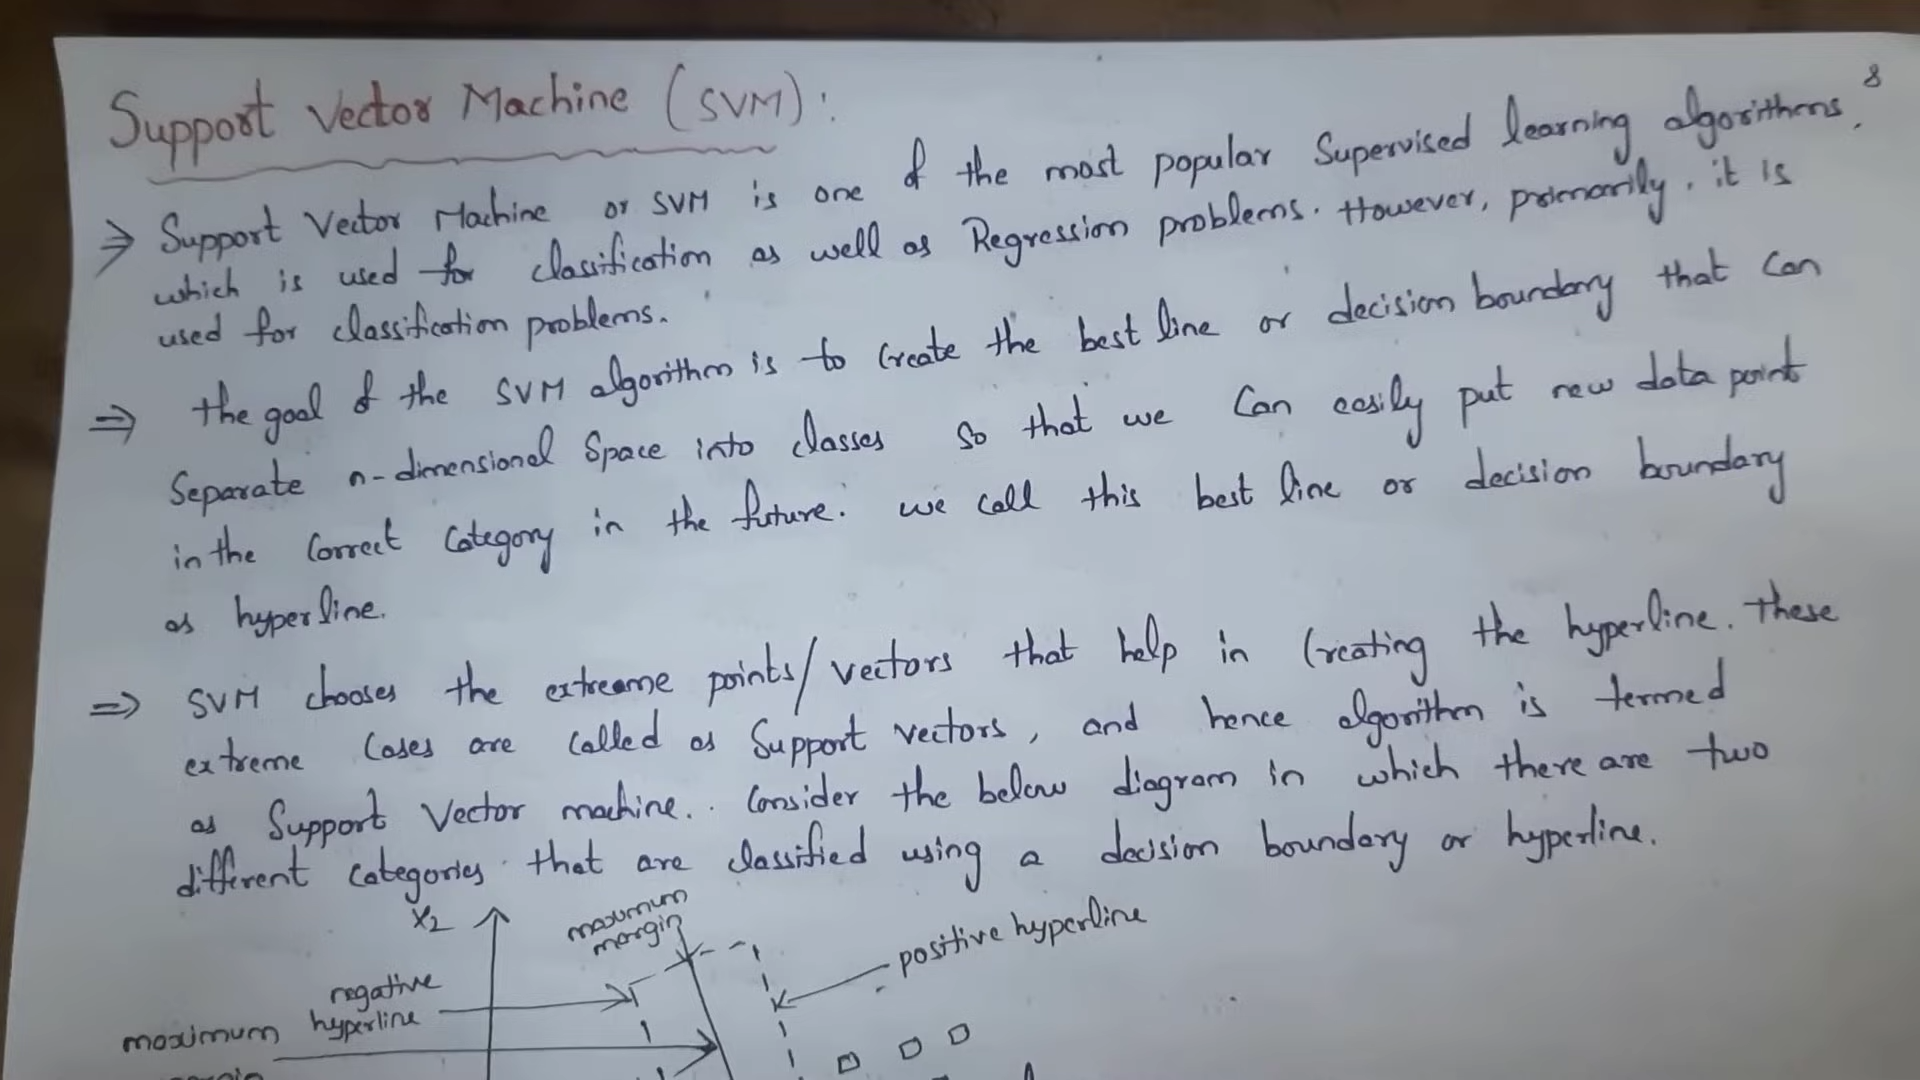 8
Support Vector Machine (SVM):
⇒ Support Vector Machine or SVM is one of the most popular Supervised learning algorithms,
which is used for classification as well as Regression problems. However, primarily, it is
used for classification problems.
⇒ the goal of the SVM algorithm is to create the best line or decision boundary that can
Separate n-dimensional Space into classes so that we can easily put new data point
in the correct category in the future. we call this best line or decision boundary
as hyperline.
⇒ SVM chooses the extreame points/vectors that help in creating the hyperline. these
extreme cases are called as Support vectors, and hence algorithm is termed
as Support Vector machine. Consider the below diagram in which there are two
different categories that are classified using a decision boundary or hyperline.
X2
maximum
margin
positive hyperline
negative
hyperline
maximum